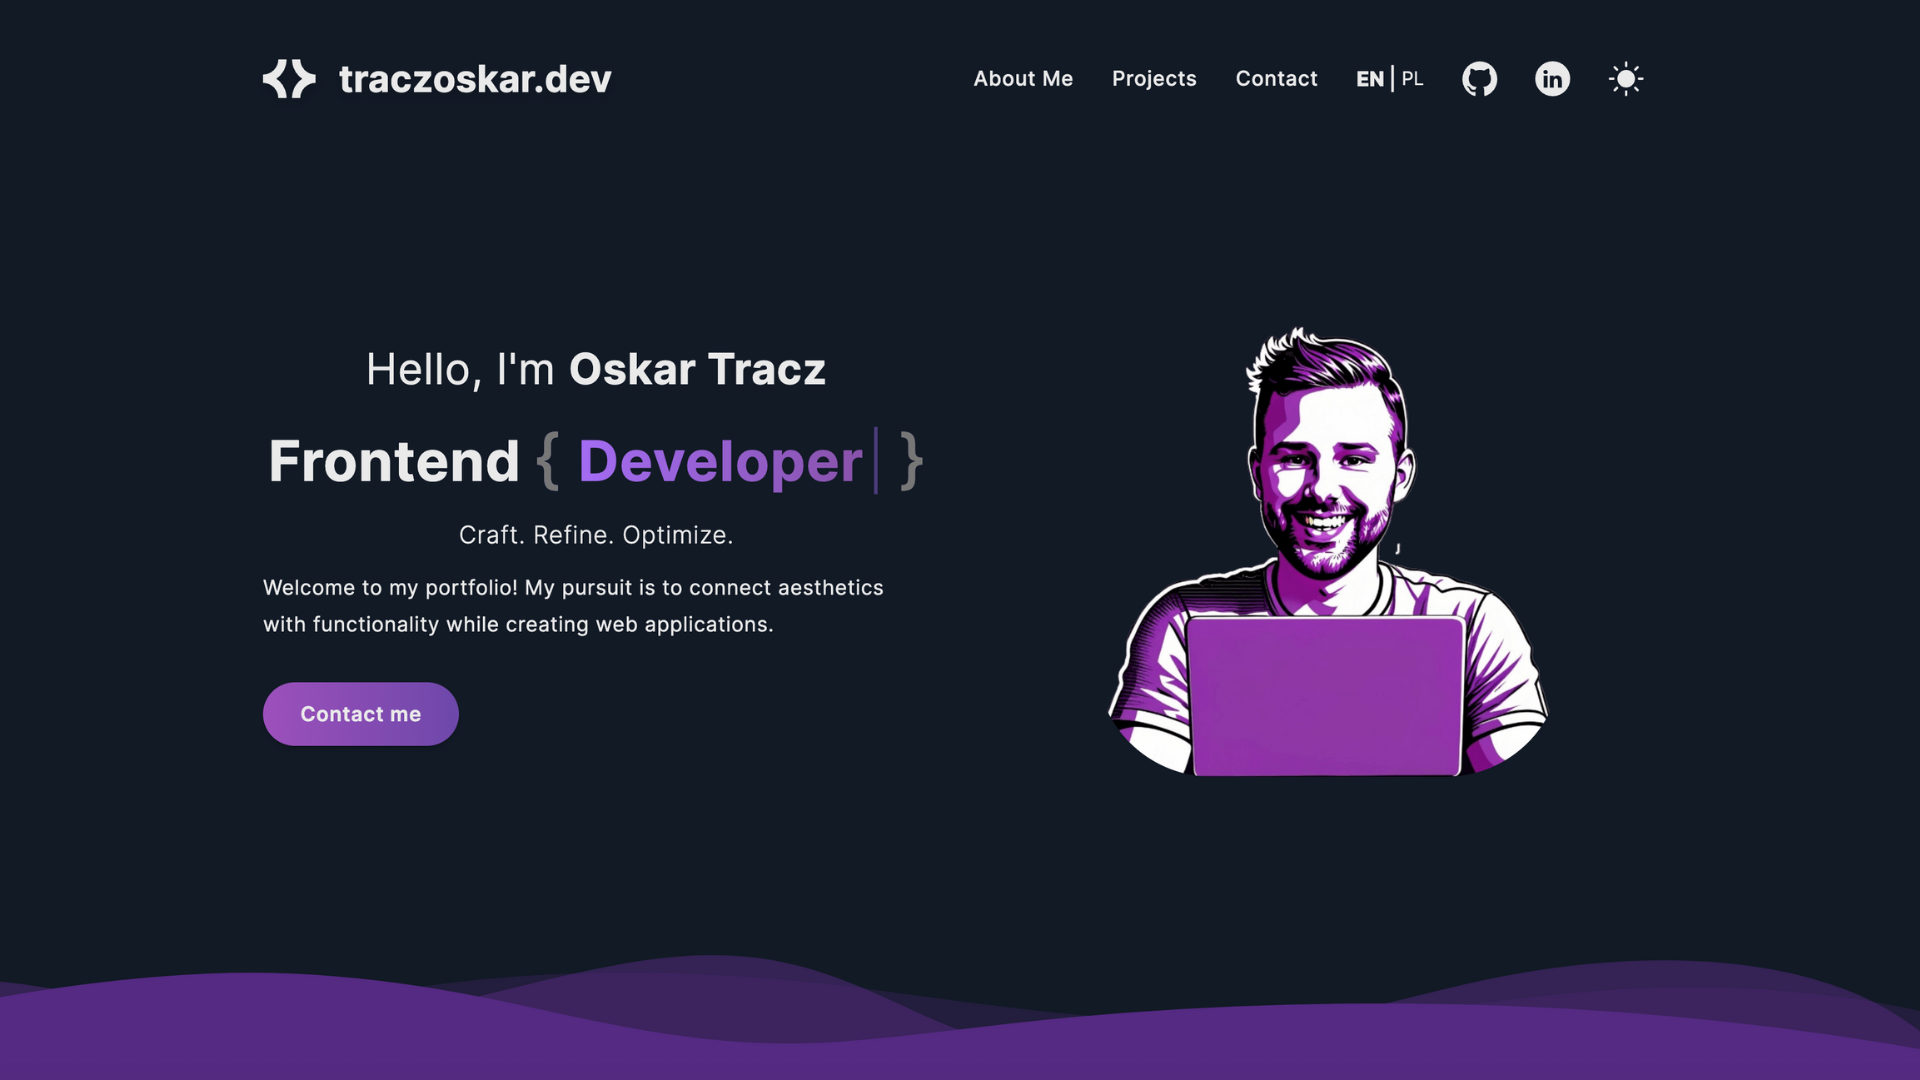 traczoskar.dev
About Me Projects Contact EN | PL in
Hello, I'm Oskar Tracz
Frontend { Developer| }
Craft. Refine. Optimize.
Welcome to my portfolio! My pursuit is to connect aesthetics
with functionality while creating web applications.
Contact me